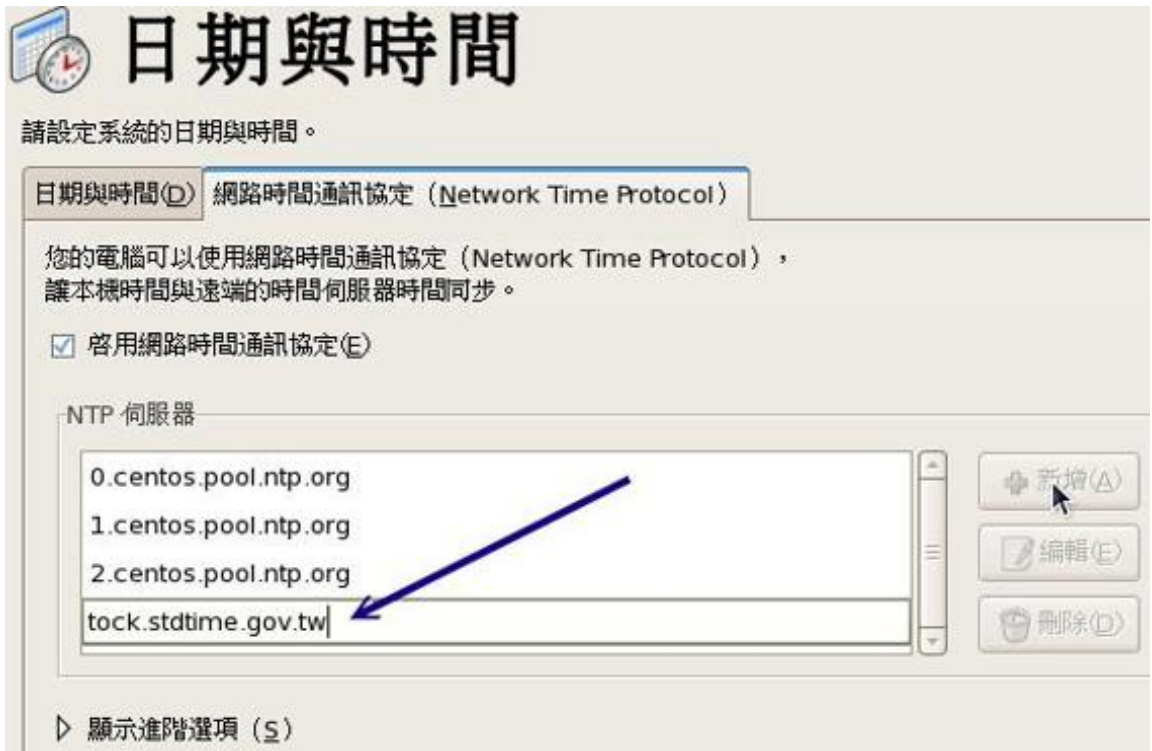 日期與時間
請設定系統的日期與時間。
日期與時間(D) 網路時間通訊協定（Network Time Protocol）
您的電腦可以使用網路時間通訊協定（Network Time Protocol），
讓本機時間與遠端的時間伺服器時間同步。
啓用網路時間通訊協定(E)
NTP 伺服器
0.centos.pool.ntp.org
新增(A)
1.centos.pool.ntp.org
編輯(E)
2.centos.pool.ntp.org
tock.stdtime.gov.tw
刪除(D)
顯示進階選項（S）